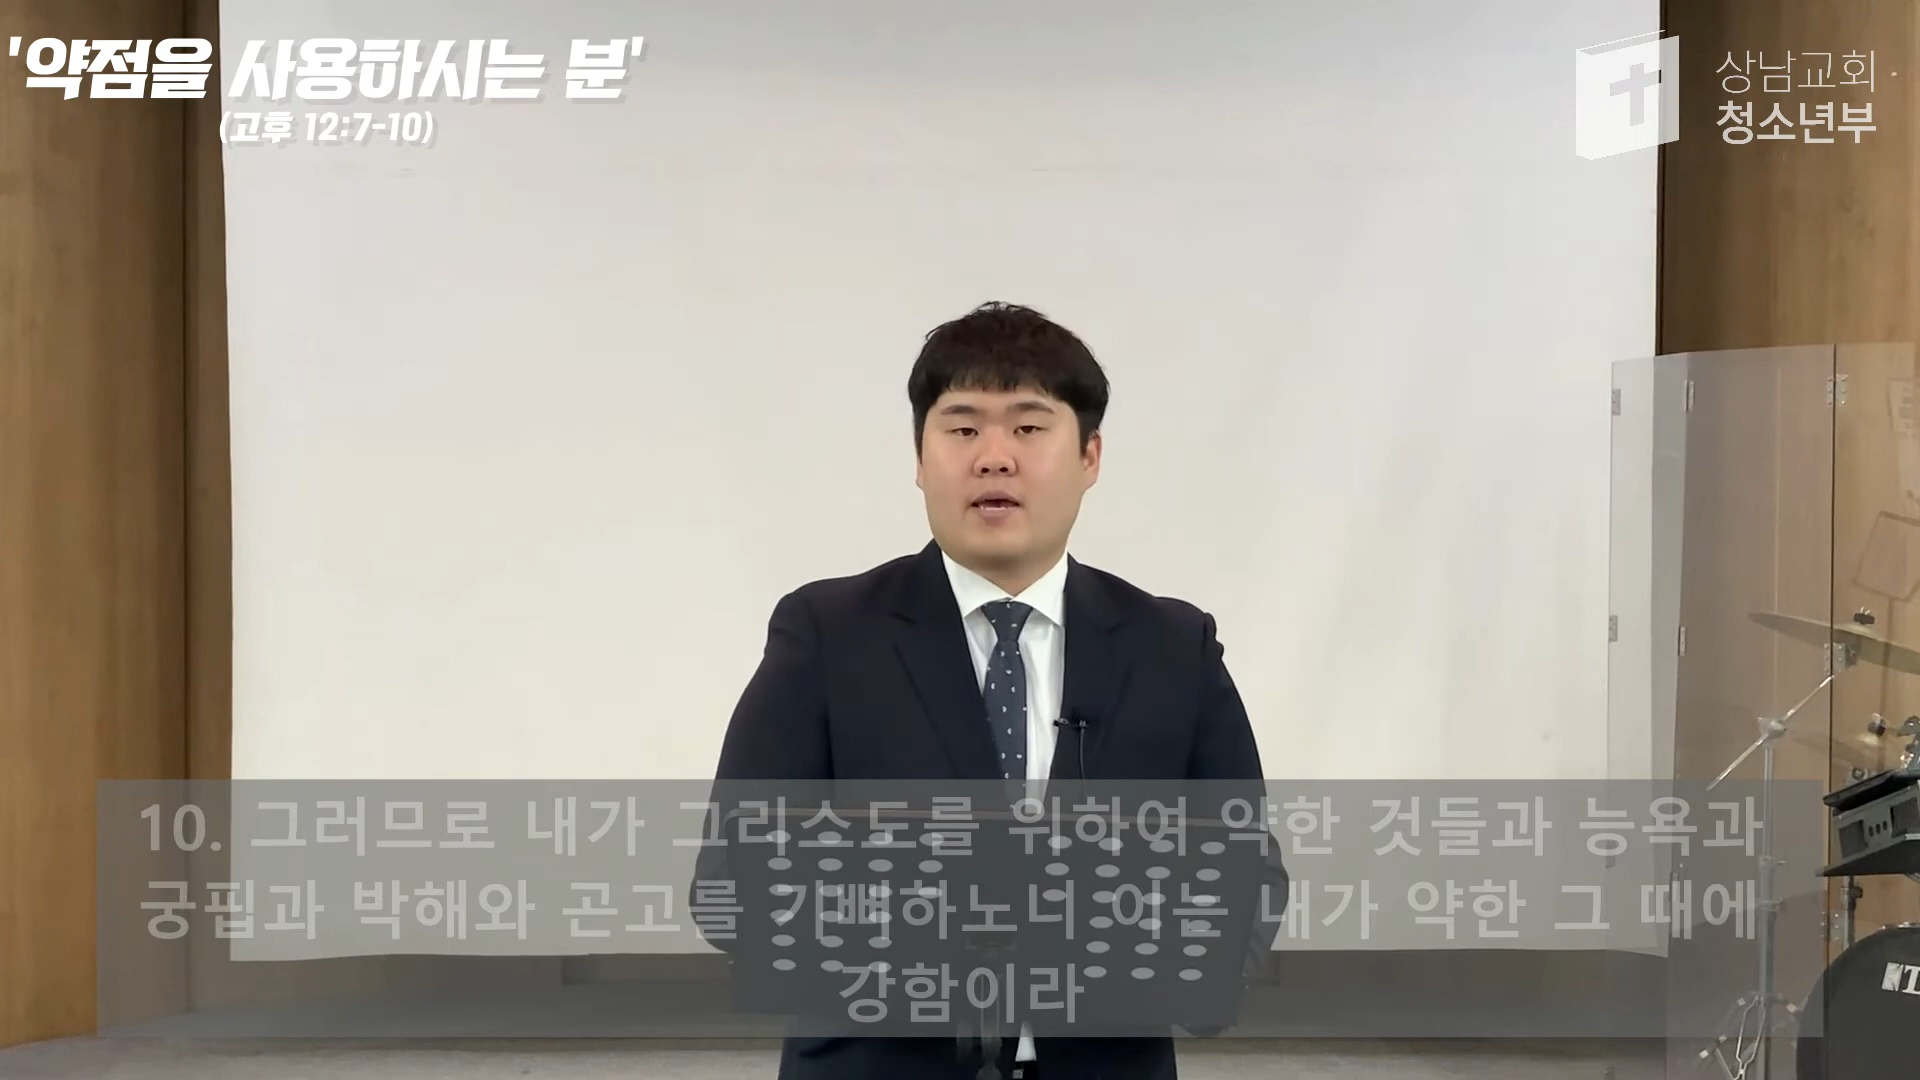 '약점을 사용하시는 분'
(고후 12:7-10)
상남교회
청소년부
10. 그러므로 내가 그리스도를 위하여 약한 것들과 능욕과
궁핍과 박해와 곤고를 기뻐하노니 이는 내가 약한 그 때에
강함이라